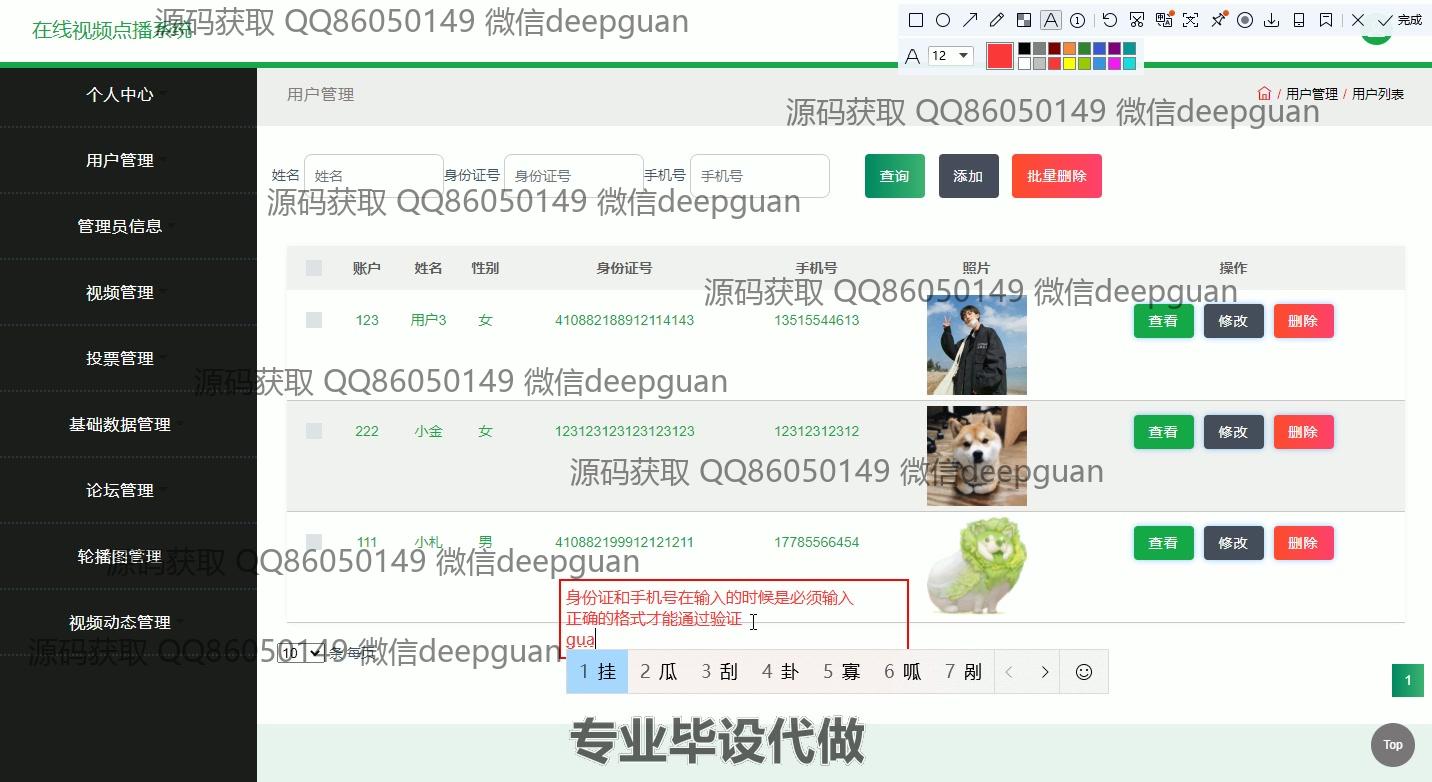 在线视频点播系统
源码获取 QQ86050149 微信deepguan
完成
A 12
个人中心
用户管理
管理员信息
视频管理
投票管理
基础数据管理
论坛管理
轮播图管理
视频动态管理
用户管理
/ 用户管理 / 用户列表
源码获取 QQ86050149 微信deepguan
姓名 姓名 身份证号 身份证号 手机号 手机号 查询 添加 批量删除
源码获取 QQ86050149 微信deepguan
账户 姓名 性别 身份证号 手机号 照片 操作
源码获取 QQ86050149 微信deepguan
123 用户3 女 410882188912114143 13515544613 查看 修改 删除
源码获取 QQ86050149 微信deepguan
222 小金 女 123123123123123123 12312312312 查看 修改 删除
源码获取 QQ86050149 微信deepguan
111 小札 男 410882199912121211 17785566454 查看 修改 删除
源码获取 QQ86050149 微信deepguan
身份证和手机号在输入的时候是必须输入
正确的格式才能通过验证
gua
10 条 每页
源码获取 QQ86050149 微信deepguan
1 挂 2 瓜 3 刮 4 卦 5 寡 6 呱 7 剐
1
专业毕设代做
Top